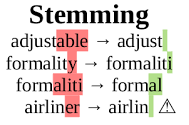 Stemming
adjustable → adjust
formality → formaliti
formaliti → formal
airliner → airlin ⚠